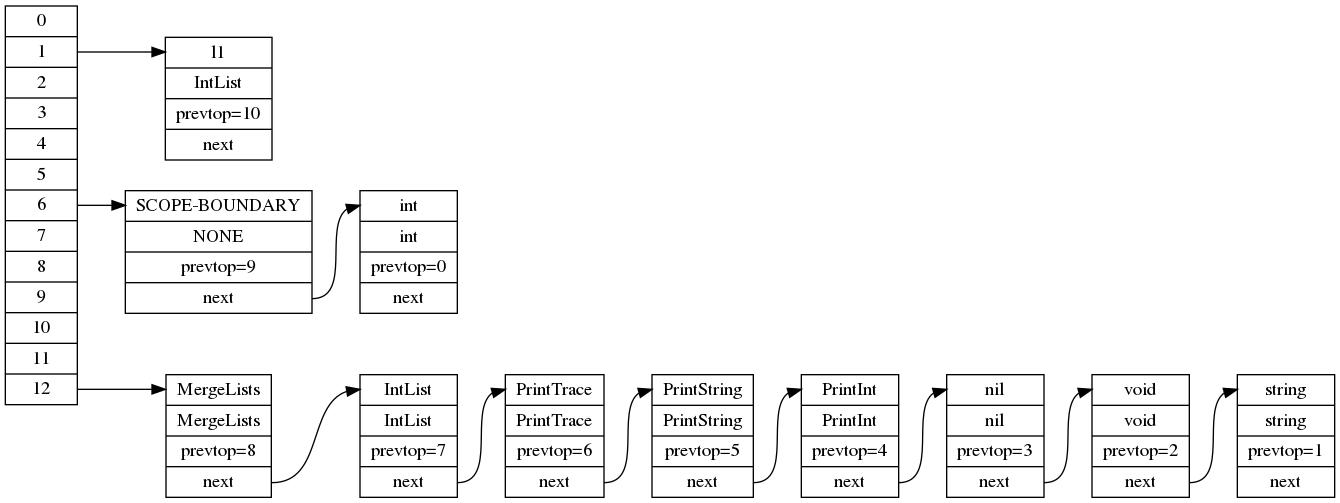 0
1
2
3
4
5
6
7
8
9
10
11
12
l1
IntList
prevtop=10
next
SCOPE-BOUNDARY
NONE
prevtop=9
next
int
int
prevtop=0
next
MergeLists
MergeLists
prevtop=8
next
IntList
IntList
prevtop=7
next
PrintTrace
PrintTrace
prevtop=6
next
PrintString
PrintString
prevtop=5
next
PrintInt
PrintInt
prevtop=4
next
nil
nil
prevtop=3
next
void
void
prevtop=2
next
string
string
prevtop=1
next